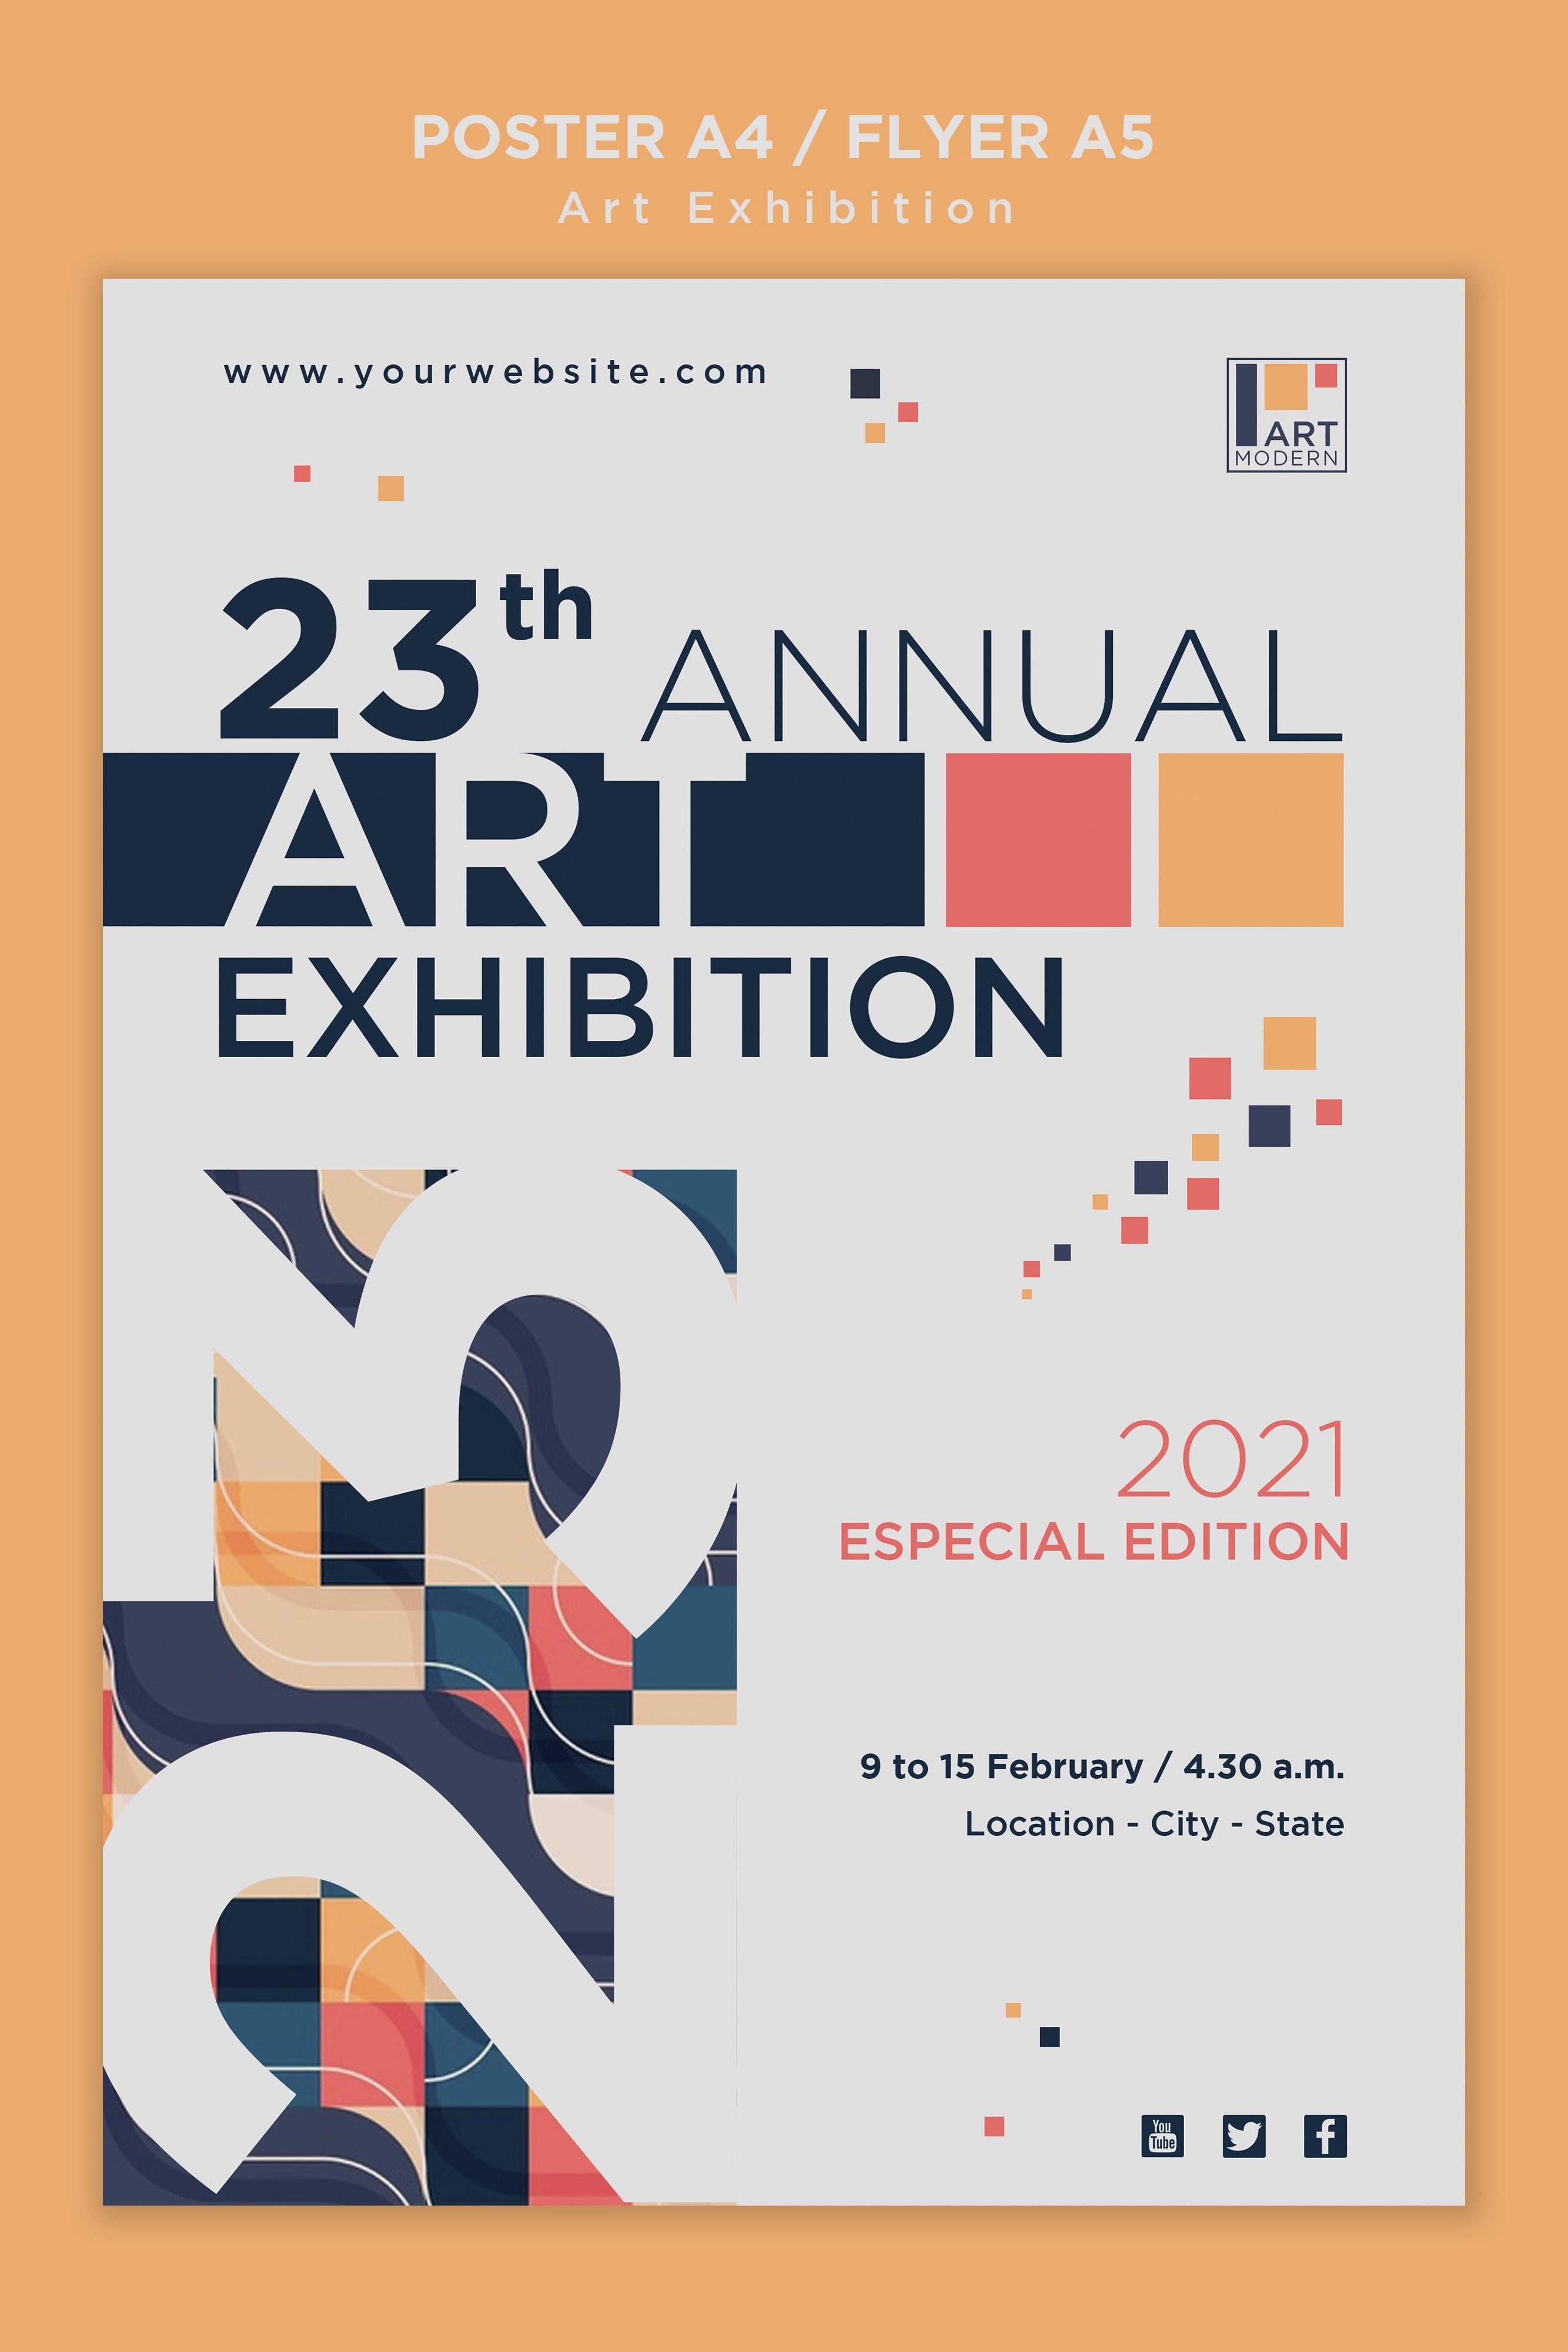 POSTER A4 / FLYER A5
Art Exhibition
www.yourwebsite.com
ART
MODERN
23th ANNUAL
ART
EXHIBITION
23
2021
ESPECIAL EDITION
9 to 15 February / 4.30 a.m.
Location - City - State
You
Tube
f